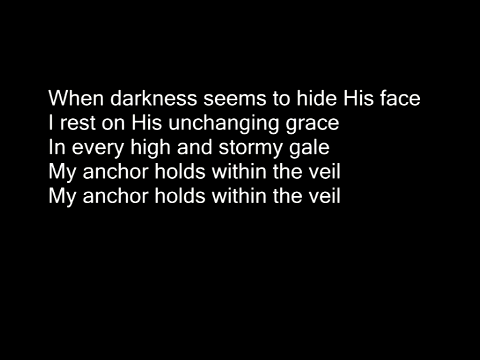 When darkness seems to hide His face
I rest on His unchanging grace
In every high and stormy gale
My anchor holds within the veil
My anchor holds within the veil